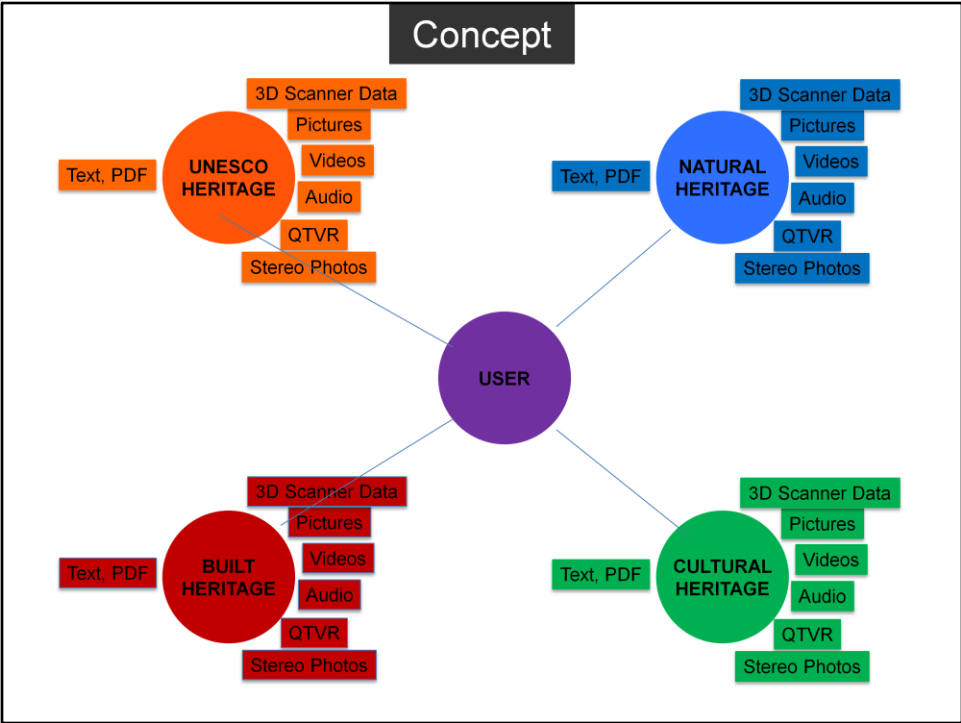 Concept
3D Scanner Data
Pictures
Videos
Audio
QTVR
Stereo Photos
Text, PDF
UNESCO
HERITAGE
3D Scanner Data
Pictures
Videos
Audio
QTVR
Stereo Photos
Text, PDF
NATURAL
HERITAGE
USER
3D Scanner Data
Pictures
Videos
Audio
QTVR
Stereo Photos
Text, PDF
BUILT
HERITAGE
3D Scanner Data
Pictures
Videos
Audio
QTVR
Stereo Photos
Text, PDF
CULTURAL
HERITAGE